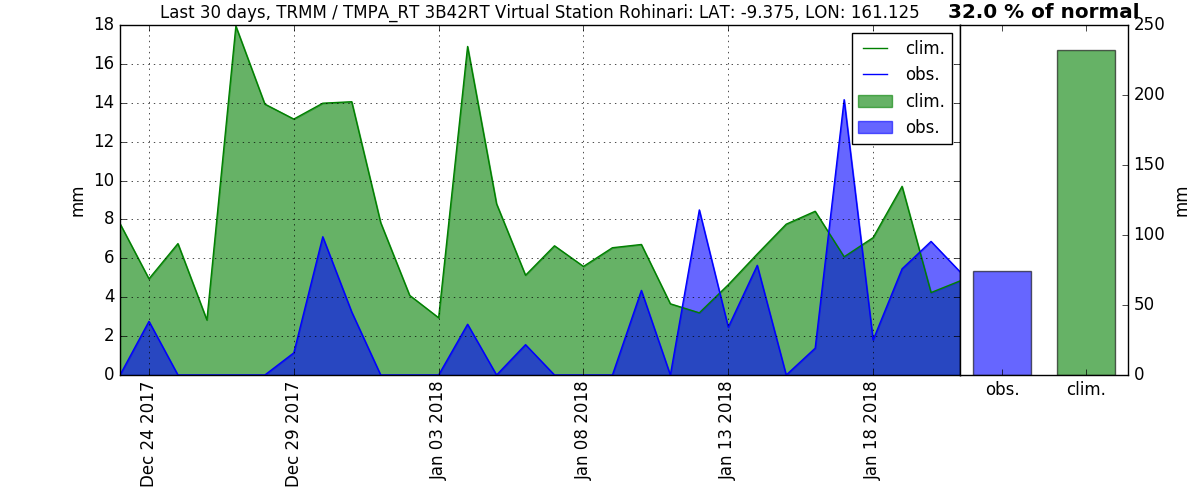 Last 30 days, TRMM / TMPA_RT 3B42RT Virtual Station Rohinari: LAT: -9.375, LON: 161.125
32.0 % of normal
18
16
14
12
10
8
6
4
2
0
mm
clim.
obs.
clim.
obs.
Dec 24 2017
Dec 29 2017
Jan 03 2018
Jan 08 2018
Jan 13 2018
Jan 18 2018
250
200
150
100
50
0
mm
obs.
clim.